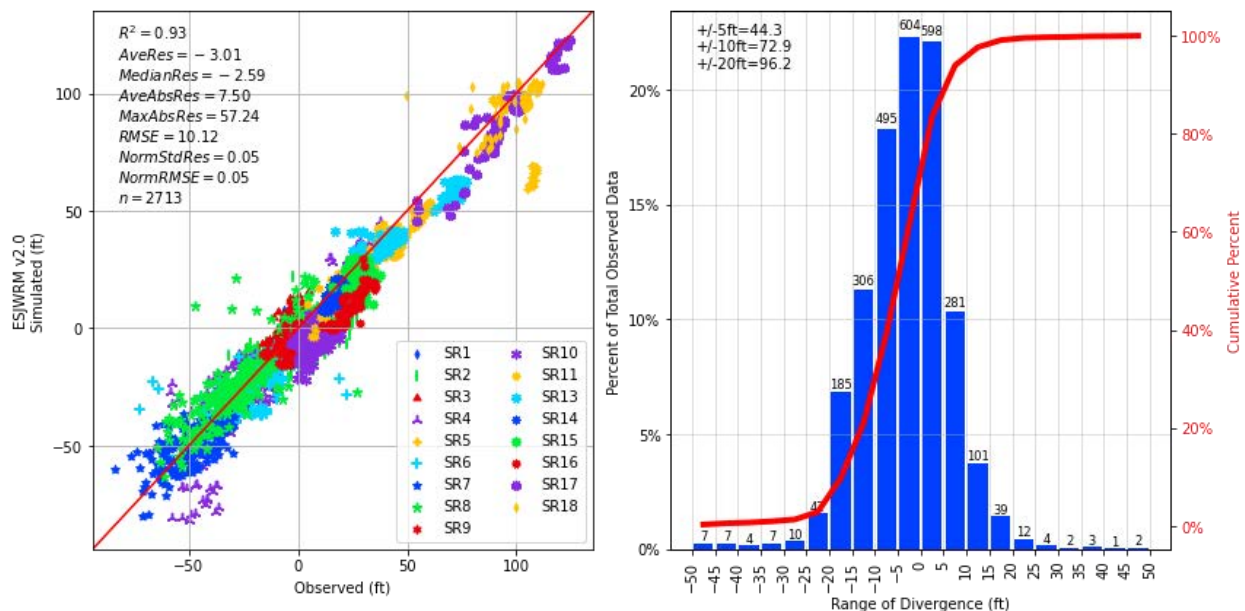 R² = 0.93
AveRes = − 3.01
MedianRes = − 2.59
AveAbsRes = 7.50
MaxAbsRes = 57.24
RMSE = 10.12
NormStdRes = 0.05
NormRMSE = 0.05
n = 2713
100
50
0
−50
ESJWRM v2.0
Simulated (ft)
−50 0 50 100
Observed (ft)
SR1
SR2
SR3
SR4
SR5
SR6
SR7
SR8
SR9
SR10
SR11
SR13
SR14
SR15
SR16
SR17
SR18
+/-5ft=44.3
+/-10ft=72.9
+/-20ft=96.2
20%
15%
10%
5%
0%
Percent of Total Observed Data
7 7 4 7 10 47 185 306 495 604 598 281 101 39 12 4 2 3 1 2
100%
80%
60%
40%
20%
0%
Cumulative Percent
−50 −45 −40 −35 −30 −25 −20 −15 −10 −5 0 5 10 15 20 25 30 35 40 45 50
Range of Divergence (ft)